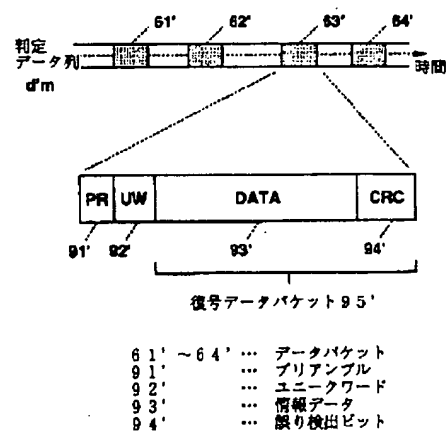 61' 62' 63' 64'
判定
データ列
d'm
時間
PR UW DATA CRC
91' 92' 93' 94'
復号データパケット95'
61'～64' … データパケット
91' … プリアンブル
92' … ユニークワード
93' … 情報データ
94' … 誤り検出ビット